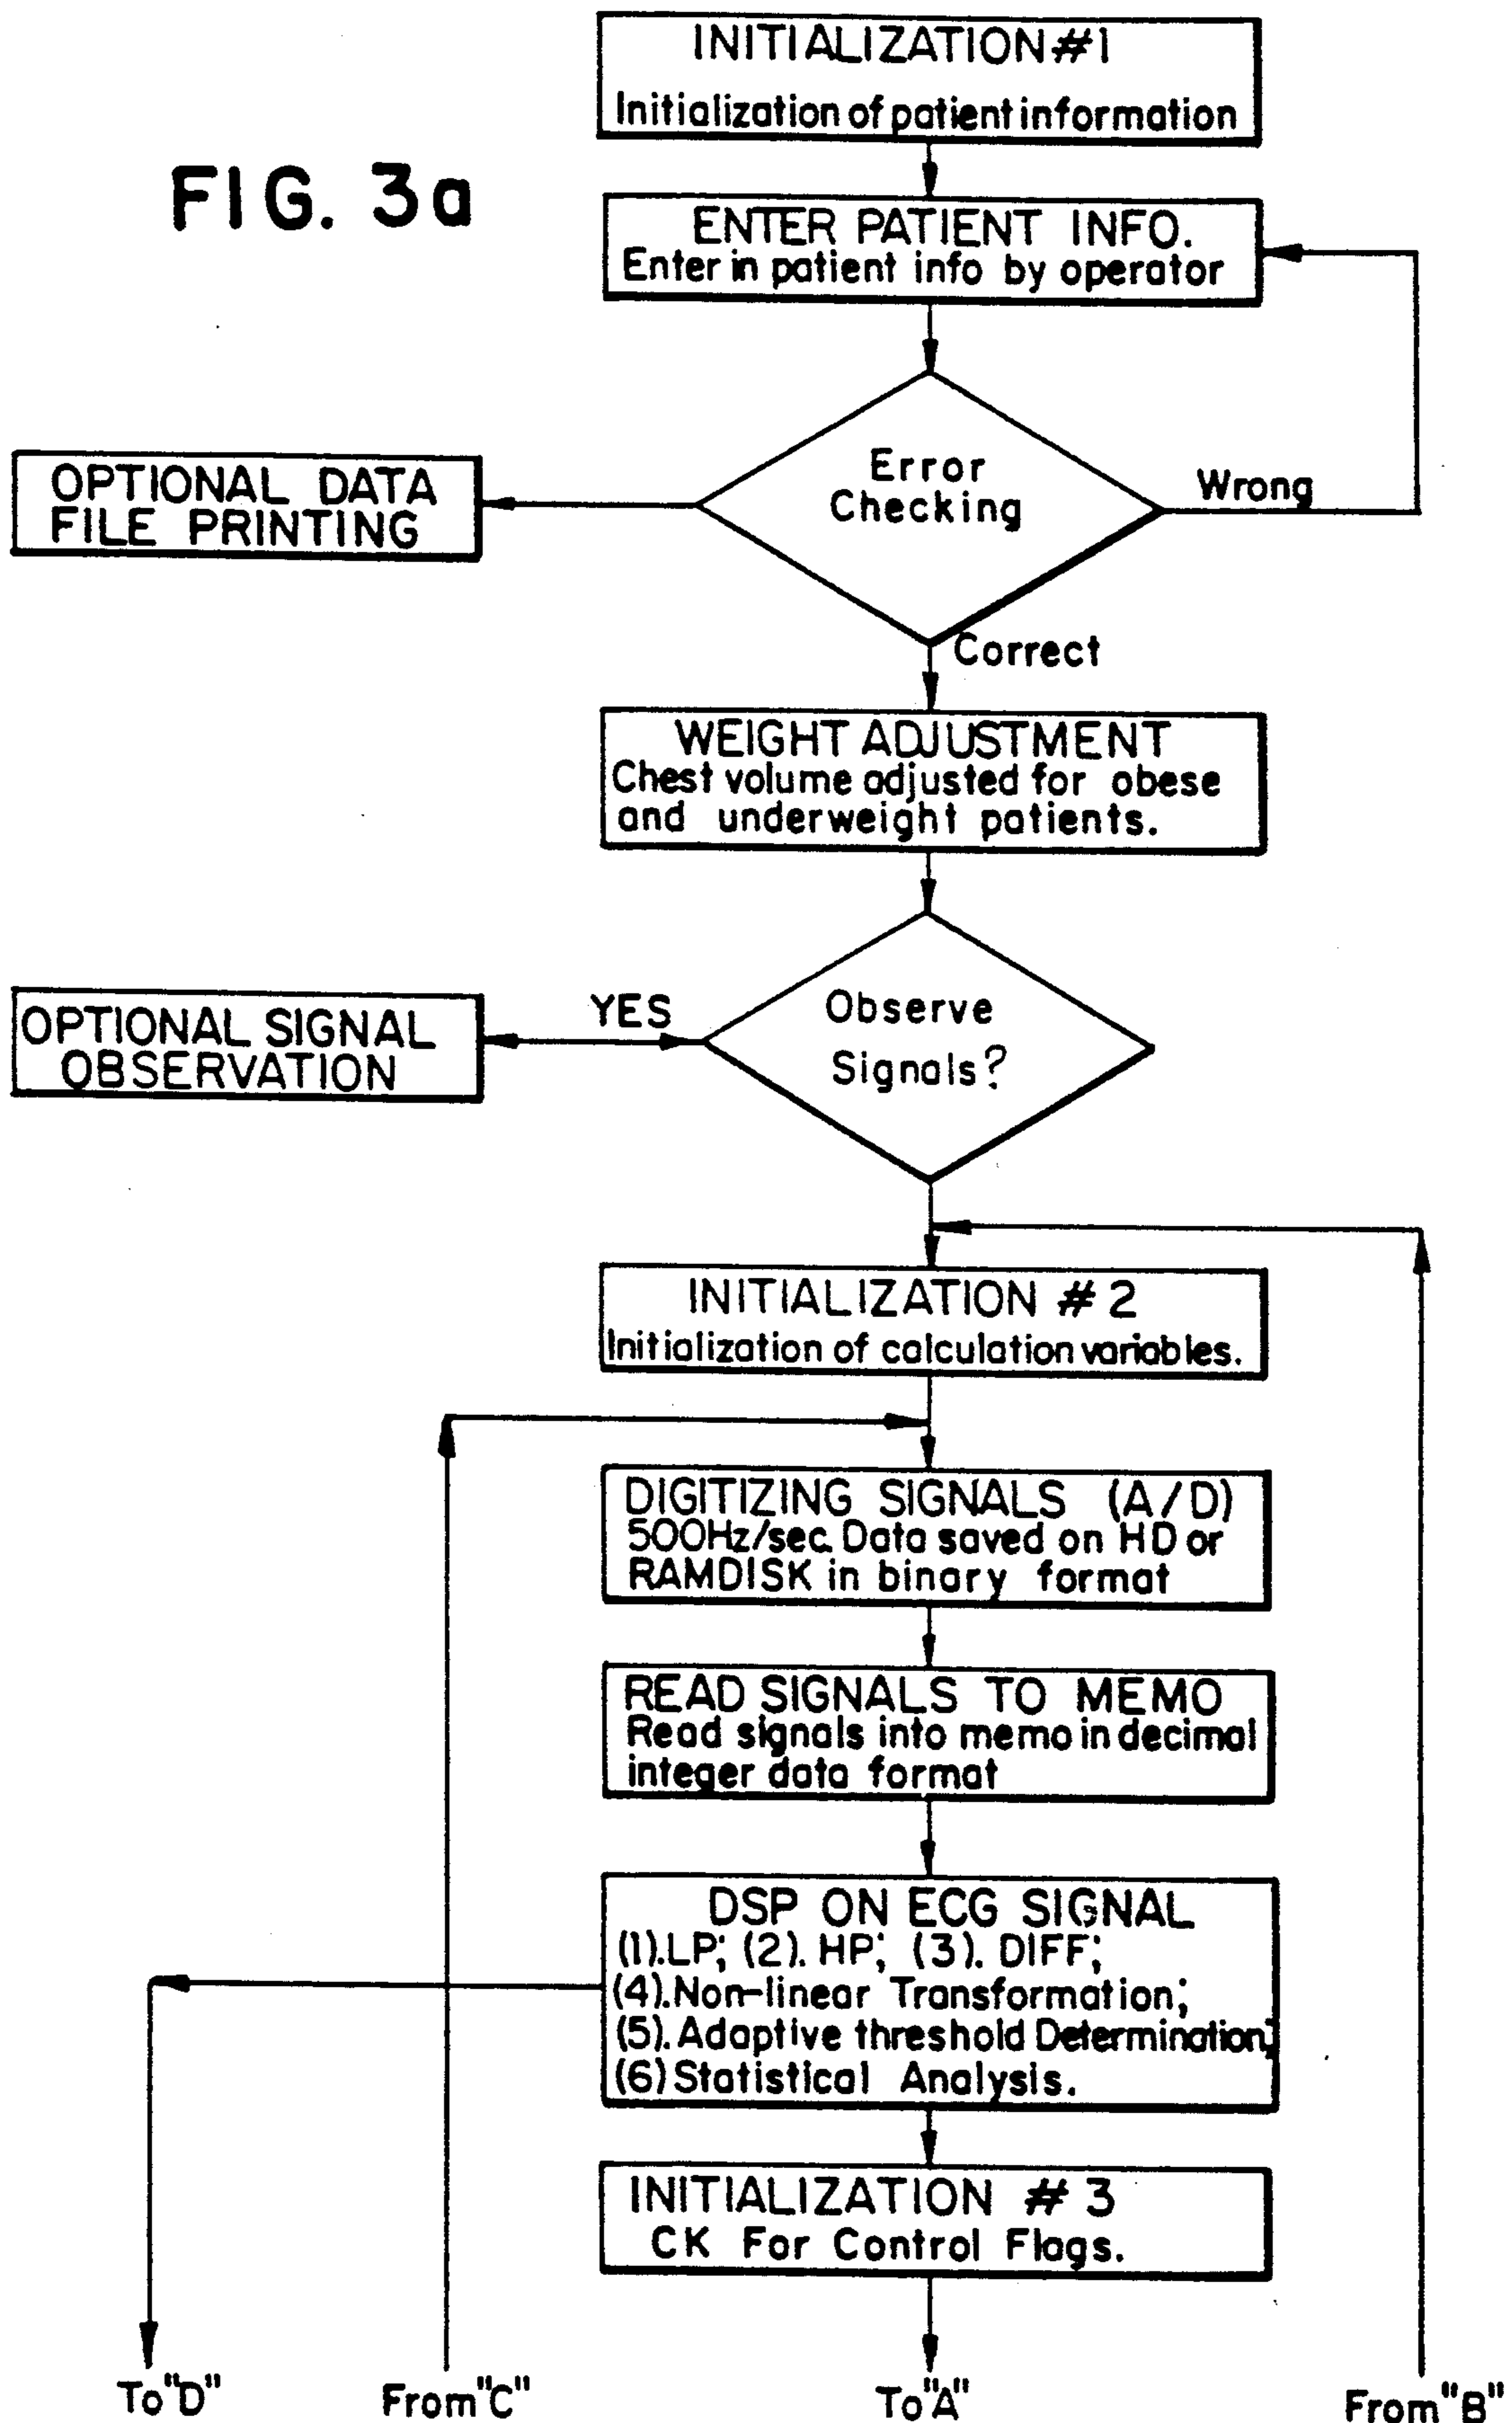 INITIALIZATION #1
Initialization of patient information
FIG. 3a
ENTER PATIENT INFO.
Enter in patient info by operator
Error
Checking
Wrong
OPTIONAL DATA
FILE PRINTING
Correct
WEIGHT ADJUSTMENT
Chest volume adjusted for obese
and underweight patients.
YES
Observe
Signals?
OPTIONAL SIGNAL
OBSERVATION
INITIALIZATION #2
Initialization of calculation variables.
DIGITIZING SIGNALS (A/D)
500Hz/sec. Data saved on HD or
RAMDISK in binary format
READ SIGNALS TO MEMO
Read signals into memo in decimal
integer data format
DSP ON ECG SIGNAL
(1).LP; (2). HP; (3). DIFF;
(4).Non-linear Transformation;
(5).Adaptive threshold Determination;
(6)Statistical Analysis.
INITIALIZATION #3
CK For Control Flags.
To"D"
From"C"
To"A"
From"B"